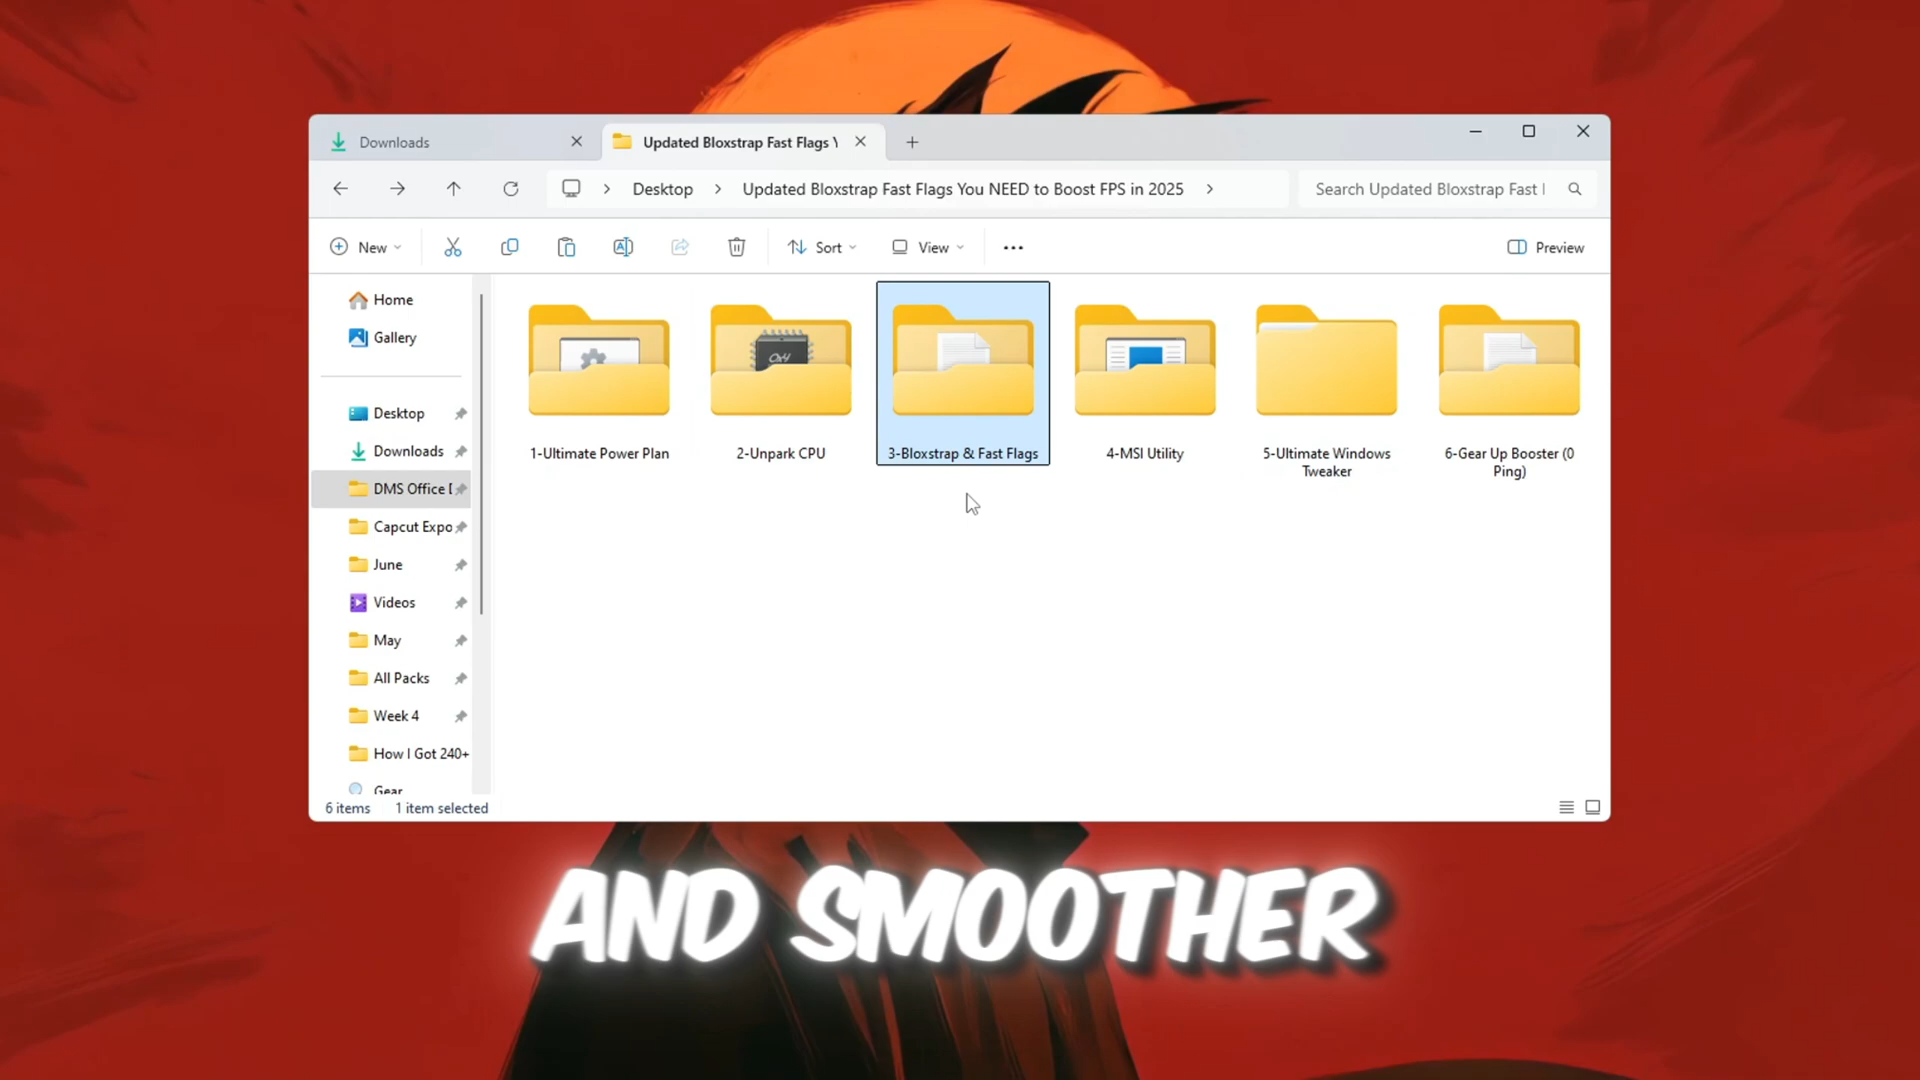 Downloads
Updated Bloxstrap Fast Flags \
Desktop
Updated Bloxstrap Fast Flags You NEED to Boost FPS in 2025
Search Updated Bloxstrap Fast
New
Sort
View
Preview
Home
Gallery
Desktop
Downloads
DMS Office
Capcut Expo
June
Videos
May
All Packs
Week 4
How I Got 240+
Gear
1-Ultimate Power Plan
2-Unpark CPU
3-Bloxstrap & Fast Flags
4-MSI Utility
5-Ultimate Windows
Tweaker
6-Gear Up Booster (0
Ping)
6 items
1 item selected
AND SMOOTHER